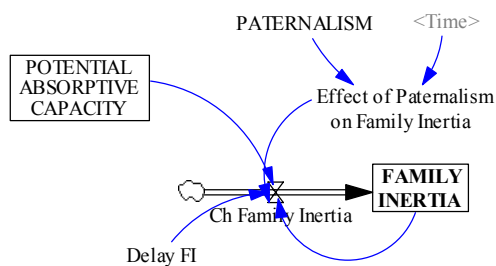 PATERNALISM
<Time>
POTENTIAL
ABSORPTIVE
CAPACITY
Effect of Paternalism
on Family Inertia
FAMILY
INERTIA
Ch Family Inertia
Delay FI